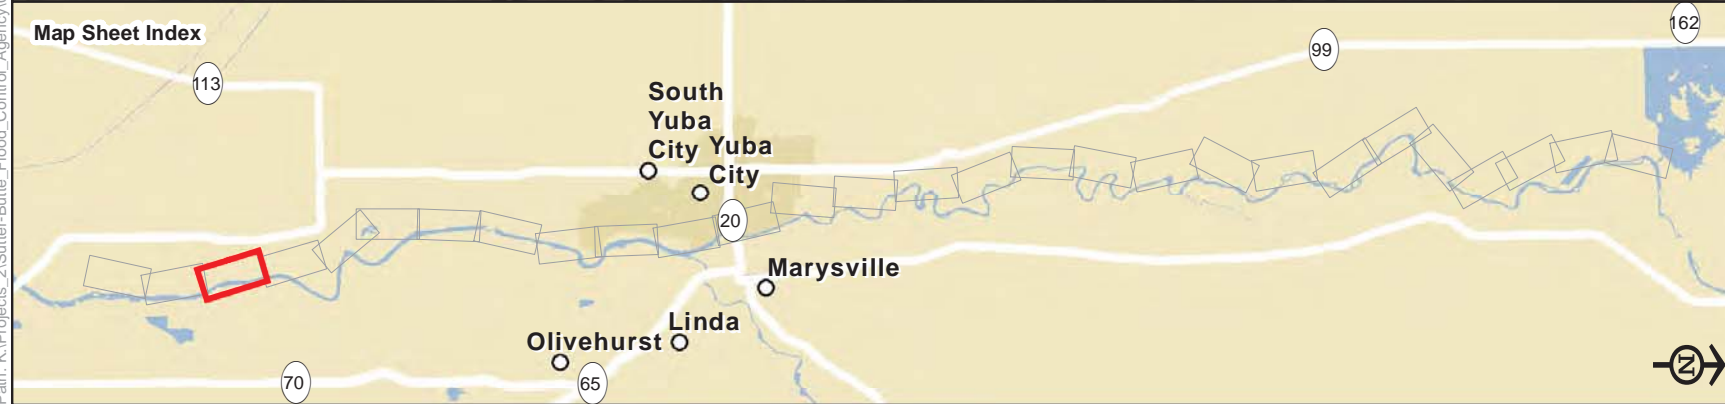 Map Sheet Index
162
99
113
South
Yuba
City
Yuba
City
20
Marysville
Linda
Olivehurst
70
65
N